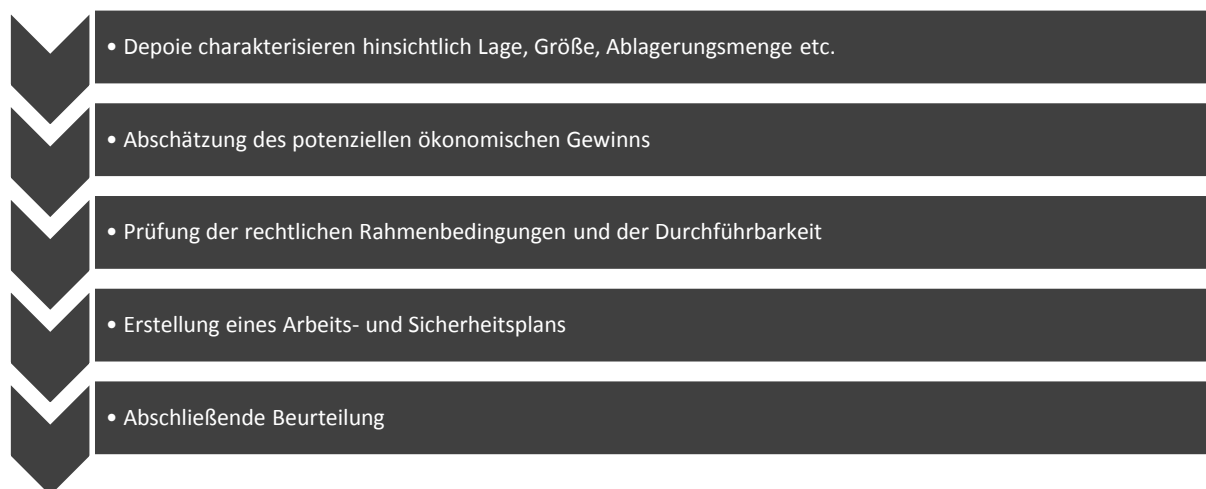 • Depoie charakterisieren hinsichtlich Lage, Größe, Ablagerungsmenge etc.
• Abschätzung des potenziellen ökonomischen Gewinns
• Prüfung der rechtlichen Rahmenbedingungen und der Durchführbarkeit
• Erstellung eines Arbeits- und Sicherheitsplans
• Abschließende Beurteilung